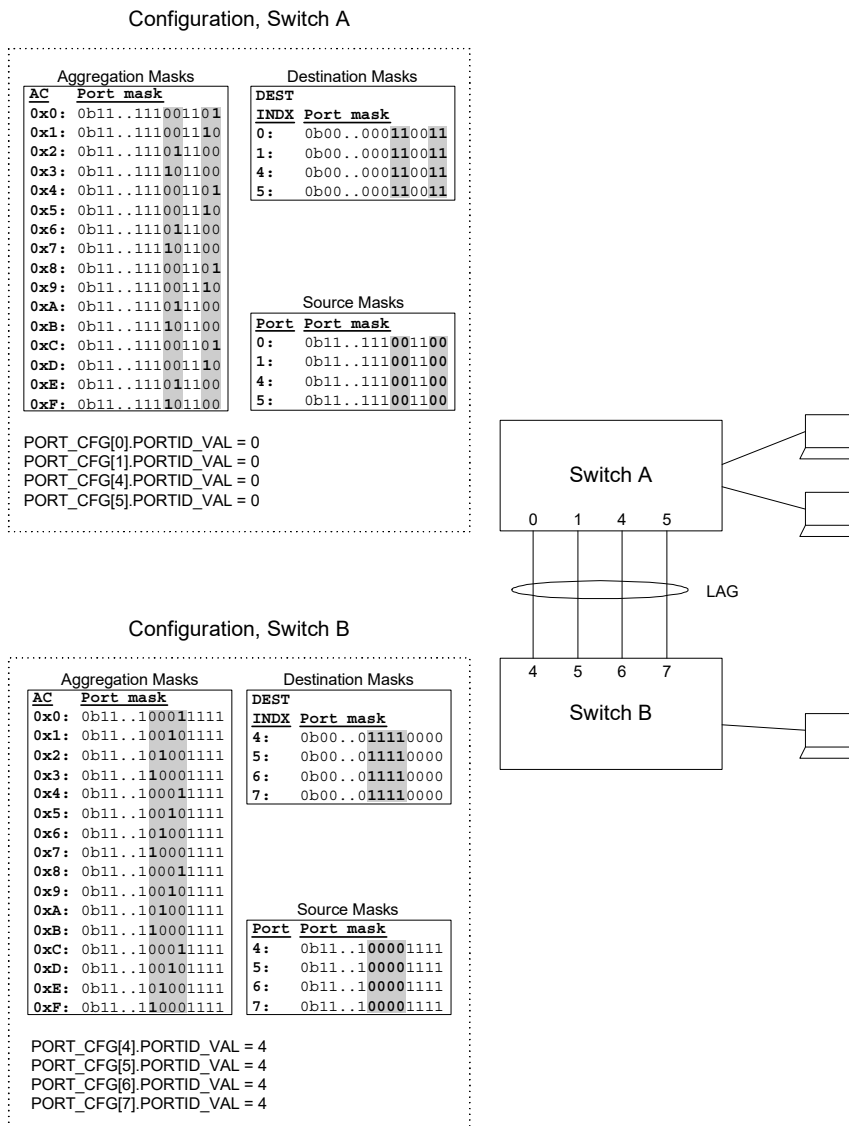 Configuration, Switch A
Aggregation Masks
AC Port mask
0x0: 0b11..111001101
0x1: 0b11..111001110
0x2: 0b11..111011100
0x3: 0b11..111101100
0x4: 0b11..111001101
0x5: 0b11..111001110
0x6: 0b11..111011100
0x7: 0b11..111101100
0x8: 0b11..111001101
0x9: 0b11..111001110
0xA: 0b11..111011100
0xB: 0b11..111101100
0xC: 0b11..111001101
0xD: 0b11..111001110
0xE: 0b11..111011100
0xF: 0b11..111101100
Destination Masks
DEST
INDX Port mask
0: 0b00..000110011
1: 0b00..000110011
4: 0b00..000110011
5: 0b00..000110011
Source Masks
Port Port mask
0: 0b11..111001100
1: 0b11..111001100
4: 0b11..111001100
5: 0b11..111001100
PORT_CFG[0].PORTID_VAL = 0
PORT_CFG[1].PORTID_VAL = 0
PORT_CFG[4].PORTID_VAL = 0
PORT_CFG[5].PORTID_VAL = 0
Switch A
0 1 4 5
LAG
4 5 6 7
Switch B
Configuration, Switch B
Aggregation Masks
AC Port mask
0x0: 0b11..100011111
0x1: 0b11..100101111
0x2: 0b11..101001111
0x3: 0b11..110001111
0x4: 0b11..100011111
0x5: 0b11..100101111
0x6: 0b11..101001111
0x7: 0b11..110001111
0x8: 0b11..100011111
0x9: 0b11..100101111
0xA: 0b11..101001111
0xB: 0b11..110001111
0xC: 0b11..100011111
0xD: 0b11..100101111
0xE: 0b11..101001111
0xF: 0b11..110001111
Destination Masks
DEST
INDX Port mask
4: 0b00..011110000
5: 0b00..011110000
6: 0b00..011110000
7: 0b00..011110000
Source Masks
Port Port mask
4: 0b11..100001111
5: 0b11..100001111
6: 0b11..100001111
7: 0b11..100001111
PORT_CFG[4].PORTID_VAL = 4
PORT_CFG[5].PORTID_VAL = 4
PORT_CFG[6].PORTID_VAL = 4
PORT_CFG[7].PORTID_VAL = 4